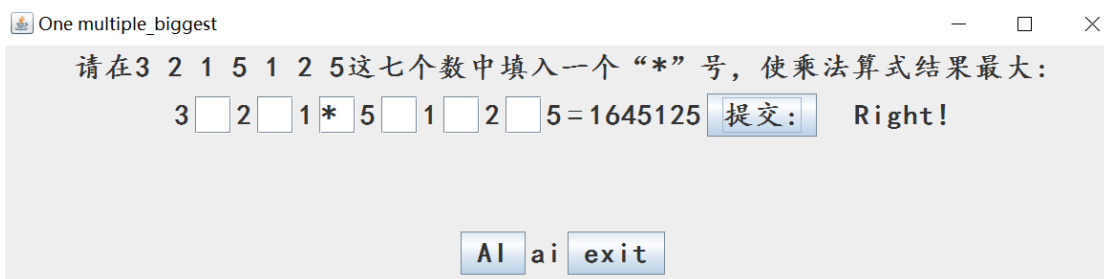 One multiple_biggest
请在3 2 1 5 1 2 5这七个数中填入一个“*”号，使乘法算式结果最大：
3 2 1 * 5 1 2 5 = 1645125 提交： Right!
AI ai exit